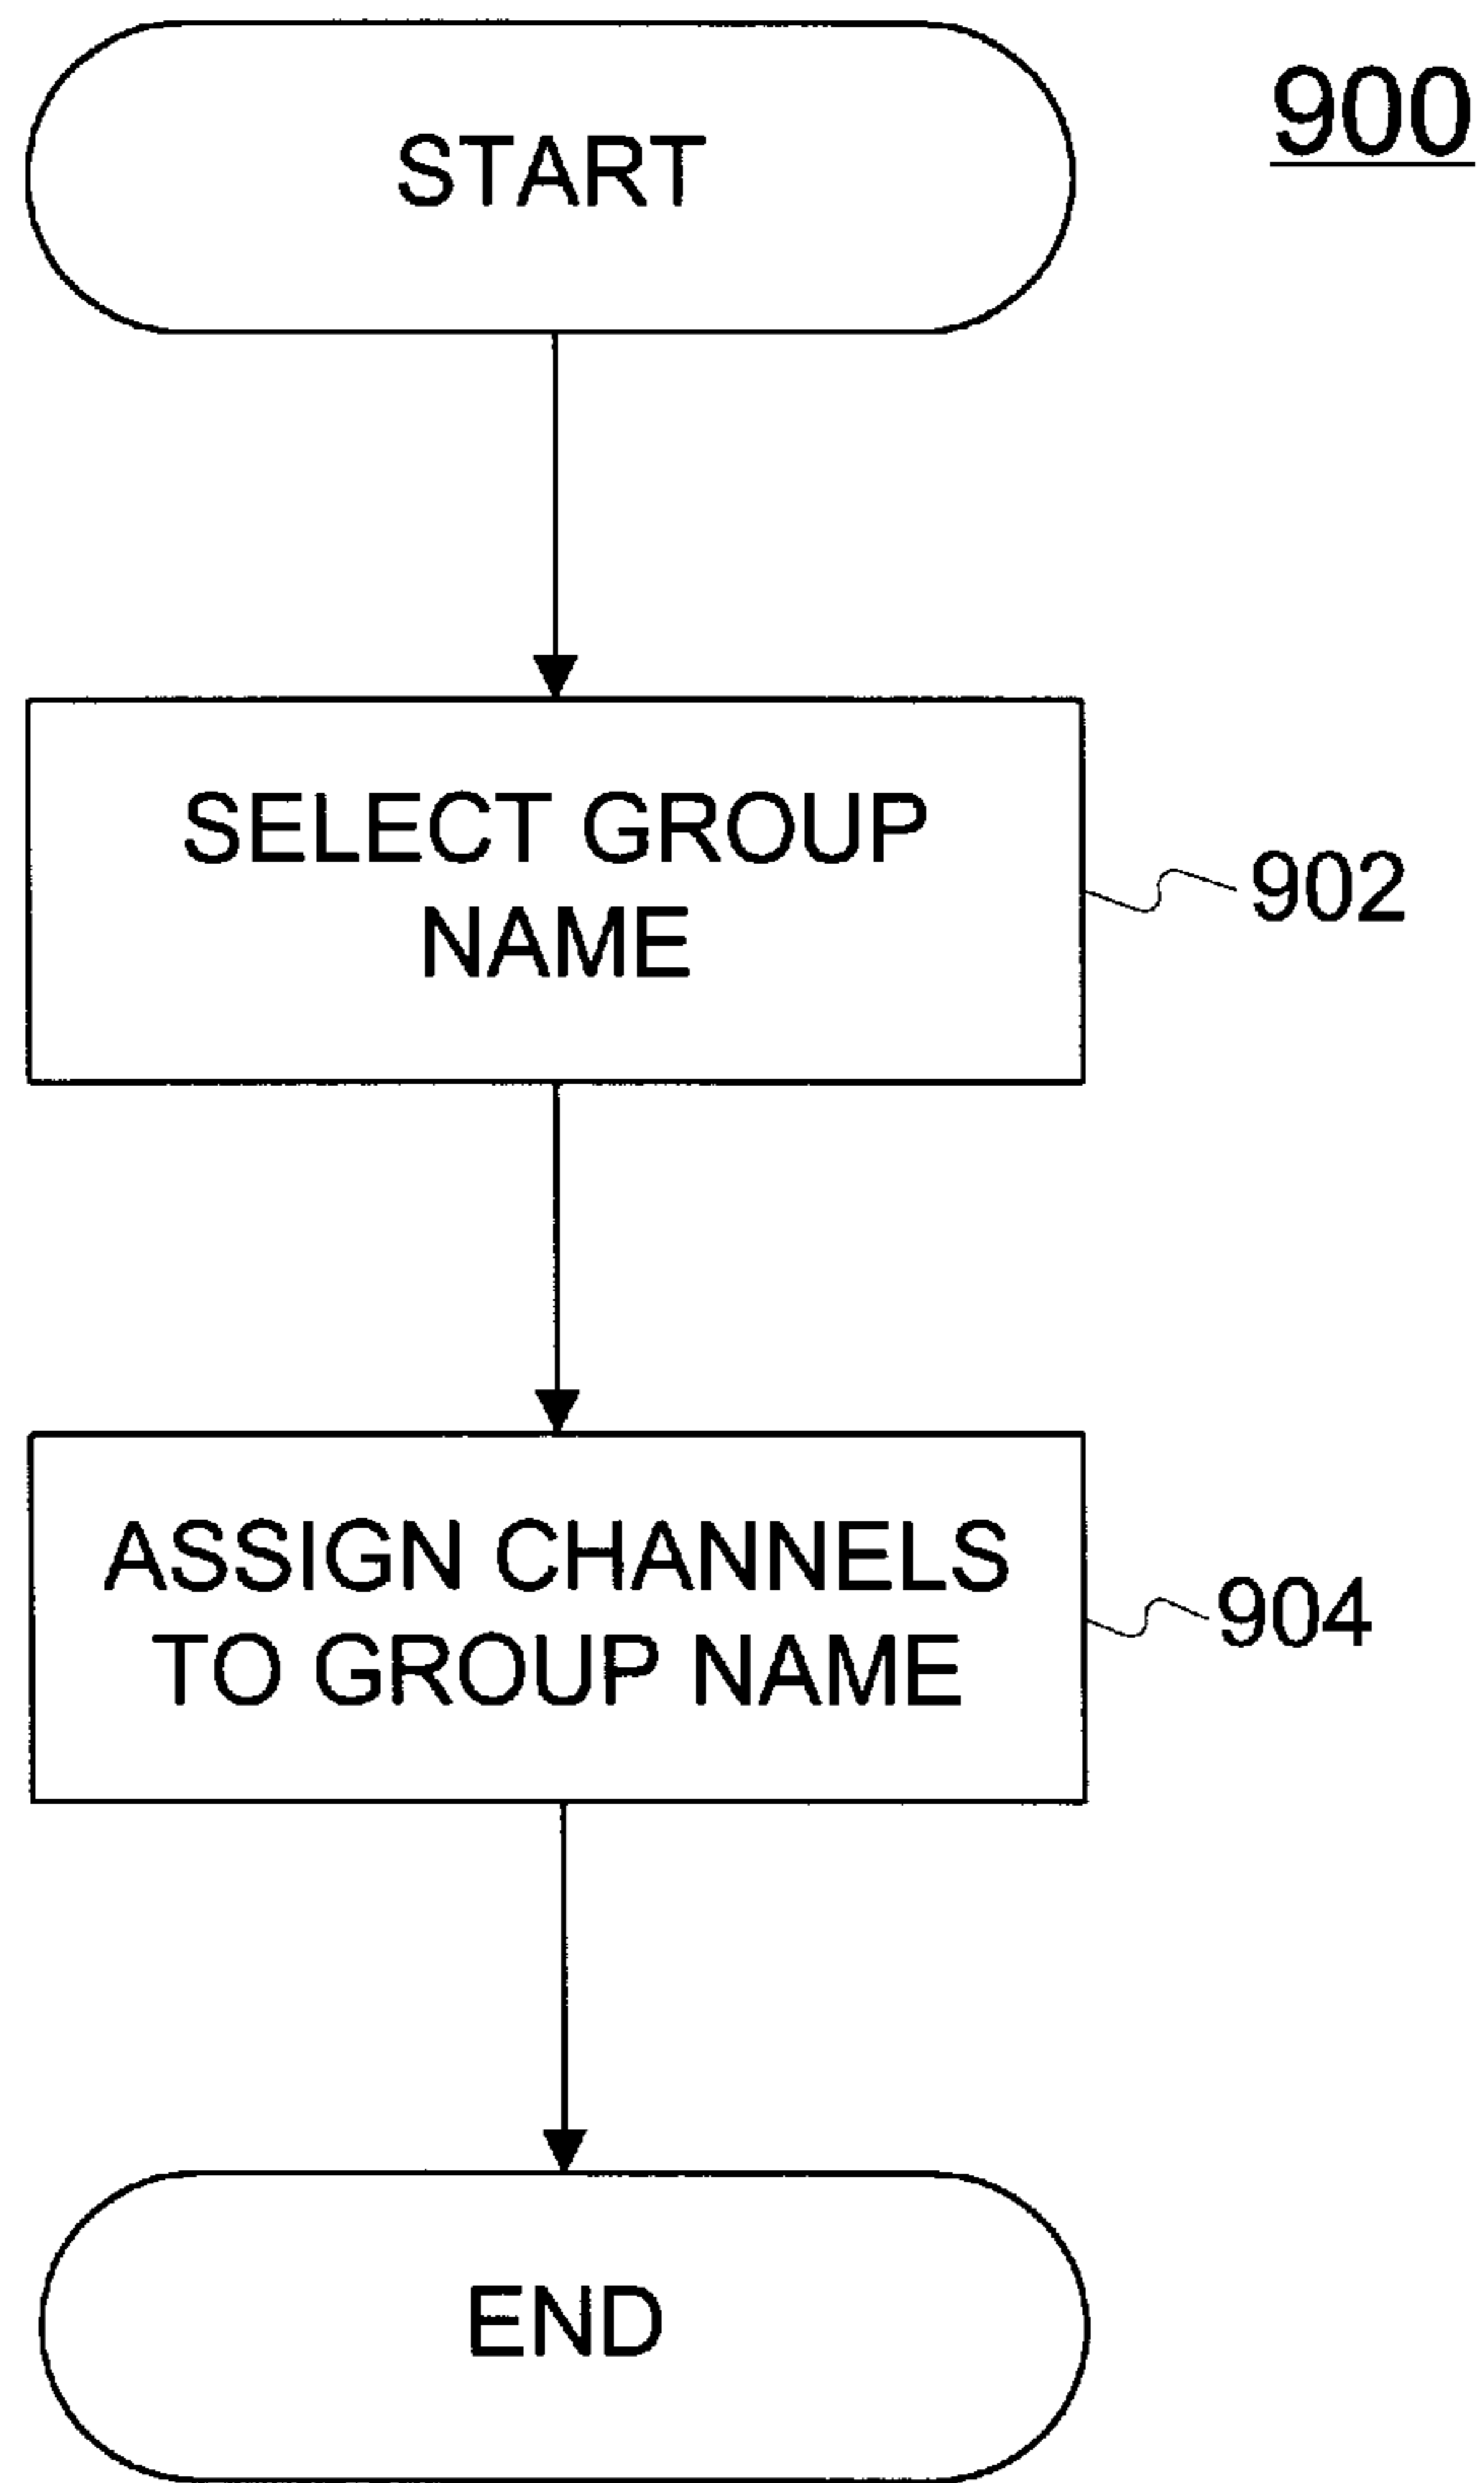 START
900
SELECT GROUP
NAME
902
ASSIGN CHANNELS
TO GROUP NAME
904
END